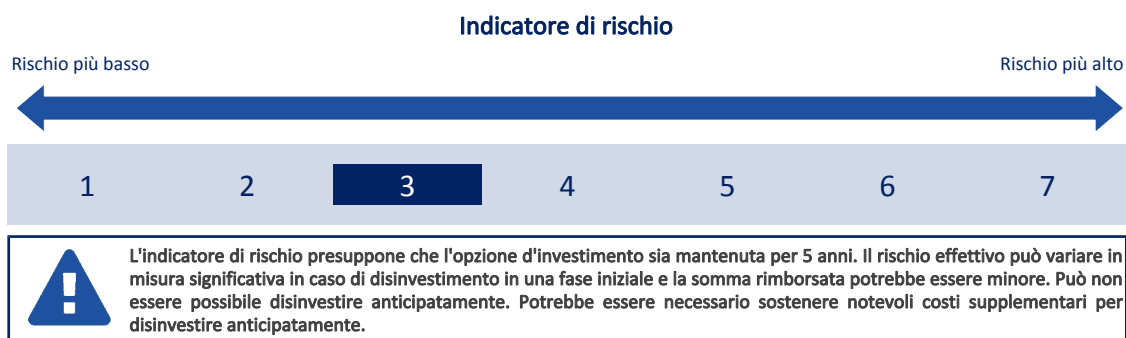 Indicatore di rischio
Rischio più basso
Rischio più alto
1 2 3 4 5 6 7
L'indicatore di rischio presuppone che l'opzione d'investimento sia mantenuta per 5 anni. Il rischio effettivo può variare in
misura significativa in caso di disinvestimento in una fase iniziale e la somma rimborsata potrebbe essere minore. Può non
essere possibile disinvestire anticipatamente. Potrebbe essere necessario sostenere notevoli costi supplementari per
disinvestire anticipatamente.